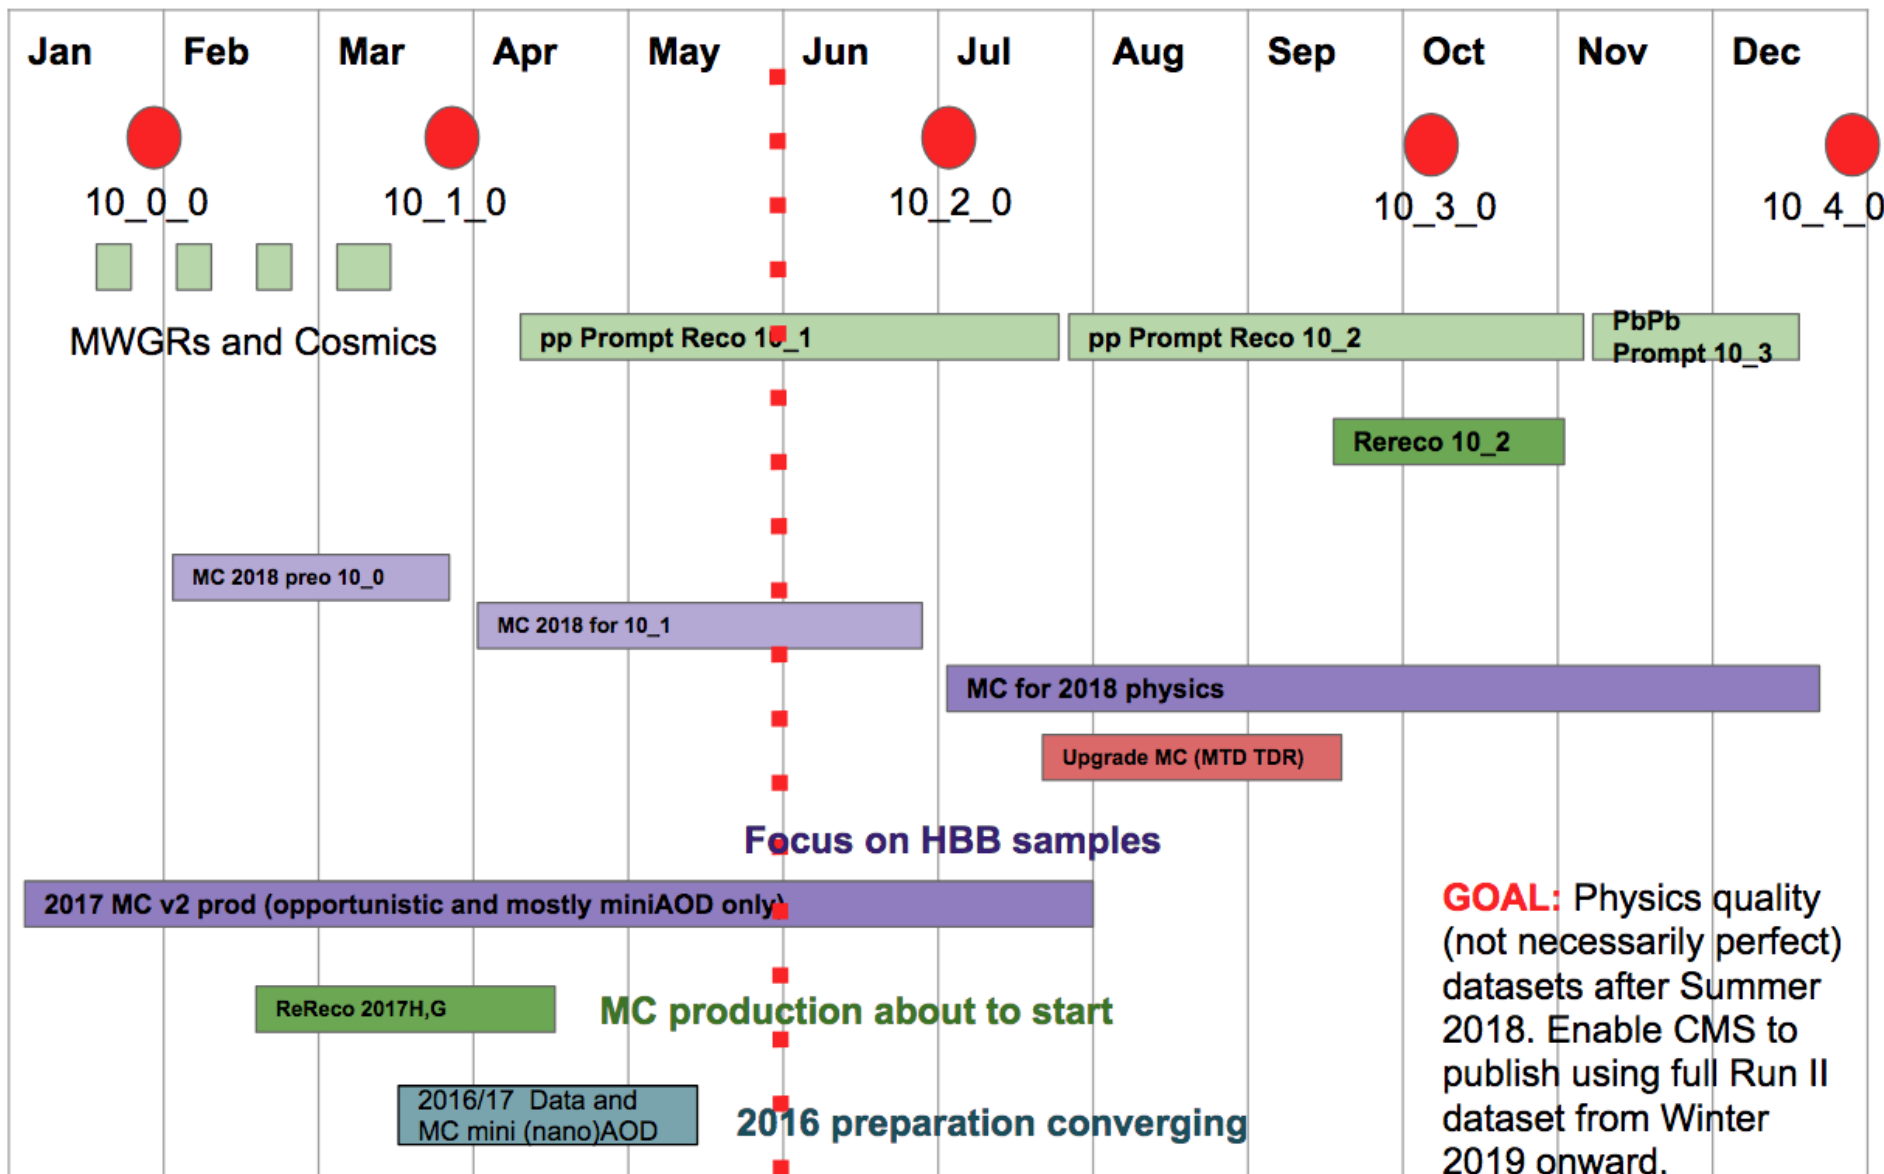 Jan Feb Mar Apr May Jun Jul Aug Sep Oct Nov Dec
10_0_0 10_1_0 10_2_0 10_3_0 10_4_0
MWGRs and Cosmics
pp Prompt Reco 10_1
pp Prompt Reco 10_2
PbPb
Prompt 10_3
Rereco 10_2
MC 2018 preo 10_0
MC 2018 for 10_1
MC for 2018 physics
Upgrade MC (MTD TDR)
Focus on HBB samples
2017 MC v2 prod (opportunistic and mostly miniAOD only)
ReReco 2017H,G
MC production about to start
2016/17 Data and
MC mini (nano)AOD
2016 preparation converging
GOAL: Physics quality
(not necessarily perfect)
datasets after Summer
2018. Enable CMS to
publish using full Run II
dataset from Winter
2019 onward.